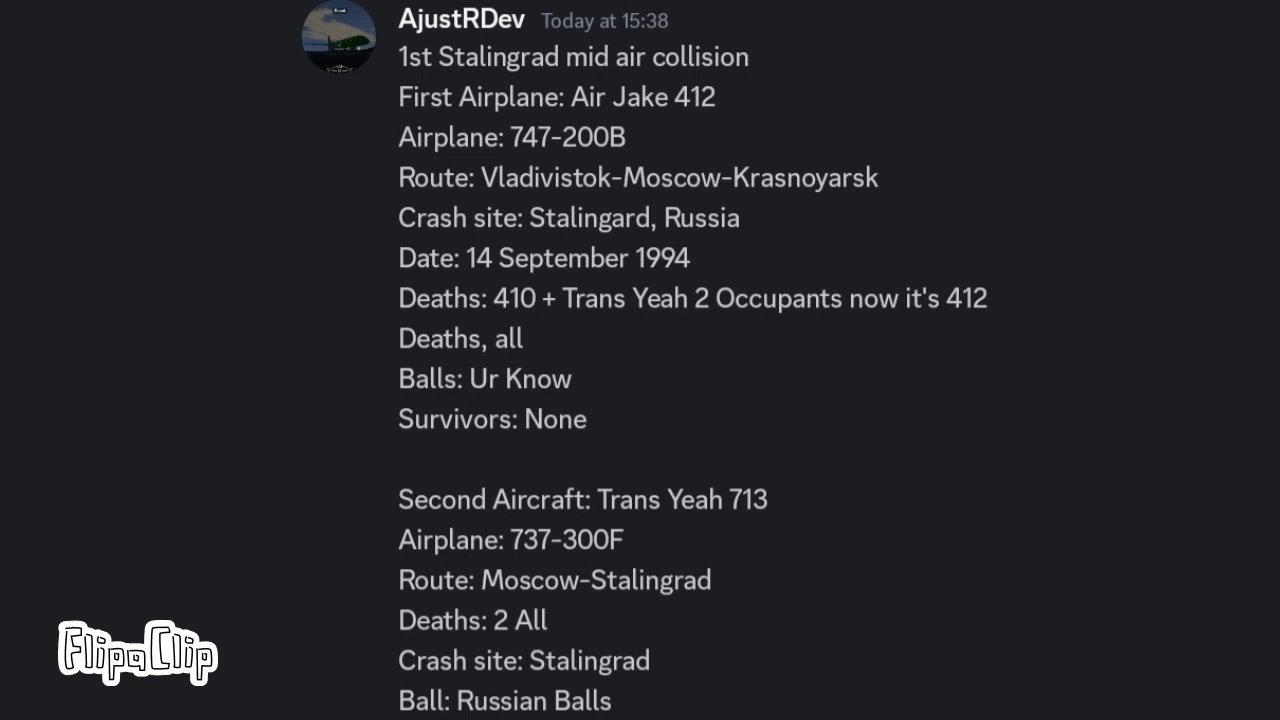 AjustRDev Today at 15:38
1st Stalingrad mid air collision
First Airplane: Air Jake 412
Airplane: 747-200B
Route: Vladivistok-Moscow-Krasnoyarsk
Crash site: Stalingard, Russia
Date: 14 September 1994
Deaths: 410 + Trans Yeah 2 Occupants now it's 412
Deaths, all
Balls: Ur Know
Survivors: None
Second Aircraft: Trans Yeah 713
Airplane: 737-300F
Route: Moscow-Stalingrad
Deaths: 2 All
Crash site: Stalingrad
Ball: Russian Balls
FlipaClip